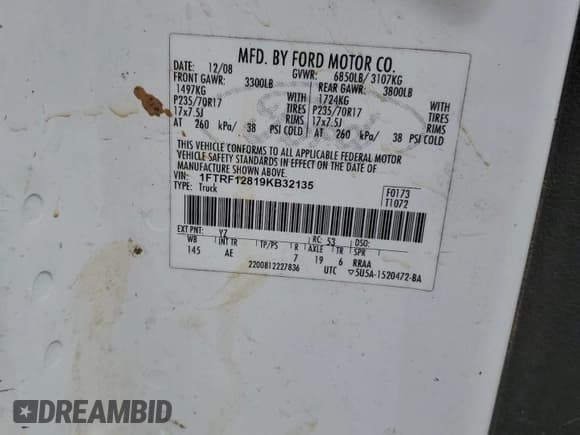 MFD. BY FORD MOTOR CO.
DATE: 12/08 GVWR: 6850LB/ 3107KG
FRONT GAWR: 3300LB REAR GAWR: 3800LB
1497KG WITH 1724KG WITH
P235/70R17 TIRES P235/70R17 TIRES
17x7.5J RIMS 17x7.5J RIMS
AT 260 kPa/ 38 PSI COLD AT 260 kPa/ 38 PSI COLD
THIS VEHICLE CONFORMS TO ALL APPLICABLE FEDERAL MOTOR
VEHICLE SAFETY STANDARDS IN EFFECT ON THE DATE OF
MANUFACTURE SHOWN ABOVE.
VIN: 1FTRF12819KB32135
TYPE: Truck
F0173
T1072
EXT PNT: YZ RC: 53 DSO:
WB INT TR TP/PS R AXLE TR SPR
145 AE 7 19 6 RRAA
2200812227836 UTC ▽5U5A-1520472-BA
DREAMBID